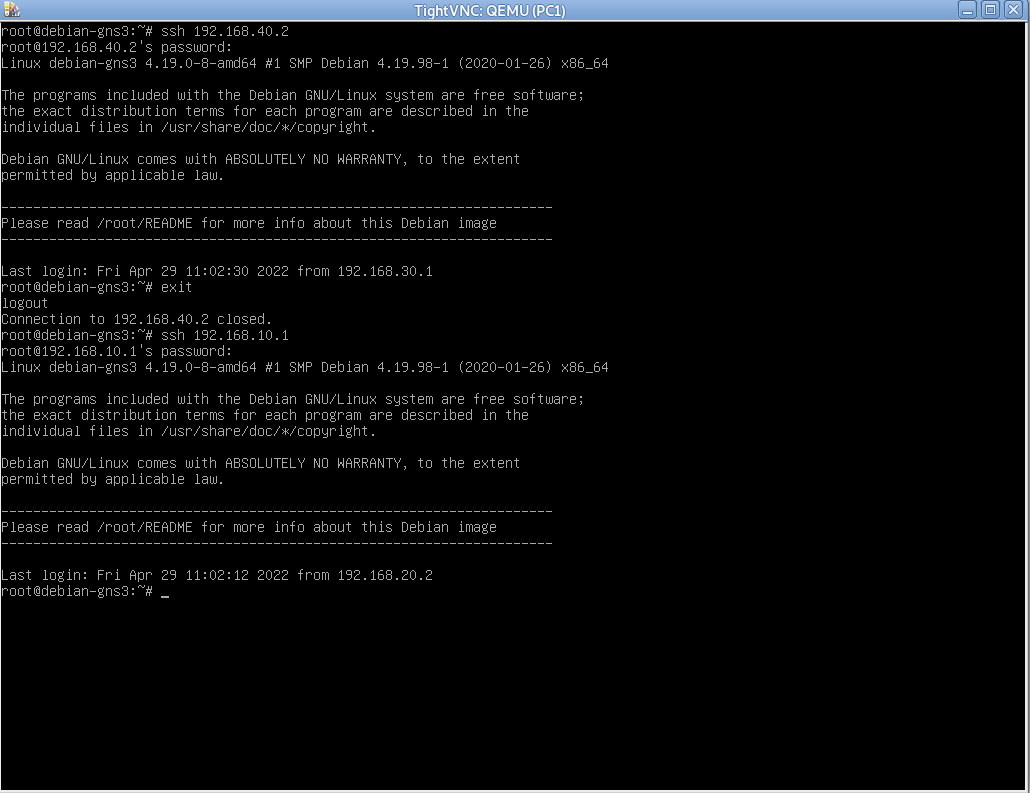 TightVNC: QEMU (PC1)
root@debian-gns3:~# ssh 192.168.40.2
root@192.168.40.2's password:
Linux debian-gns3 4.19.0-8-amd64 #1 SMP Debian 4.19.98-1 (2020-01-26) x86_64
The programs included with the Debian GNU/Linux system are free software;
the exact distribution terms for each program are described in the
individual files in /usr/share/doc/*/copyright.
Debian GNU/Linux comes with ABSOLUTELY NO WARRANTY, to the extent
permitted by applicable law.
---------------------------------------------------------------------
Please read /root/README for more info about this Debian image
---------------------------------------------------------------------
Last login: Fri Apr 29 11:02:30 2022 from 192.168.30.1
root@debian-gns3:~# exit
logout
Connection to 192.168.40.2 closed.
root@debian-gns3:~# ssh 192.168.10.1
root@192.168.10.1's password:
Linux debian-gns3 4.19.0-8-amd64 #1 SMP Debian 4.19.98-1 (2020-01-26) x86_64
The programs included with the Debian GNU/Linux system are free software;
the exact distribution terms for each program are described in the
individual files in /usr/share/doc/*/copyright.
Debian GNU/Linux comes with ABSOLUTELY NO WARRANTY, to the extent
permitted by applicable law.
---------------------------------------------------------------------
Please read /root/README for more info about this Debian image
---------------------------------------------------------------------
Last login: Fri Apr 29 11:02:12 2022 from 192.168.20.2
root@debian-gns3:~# _